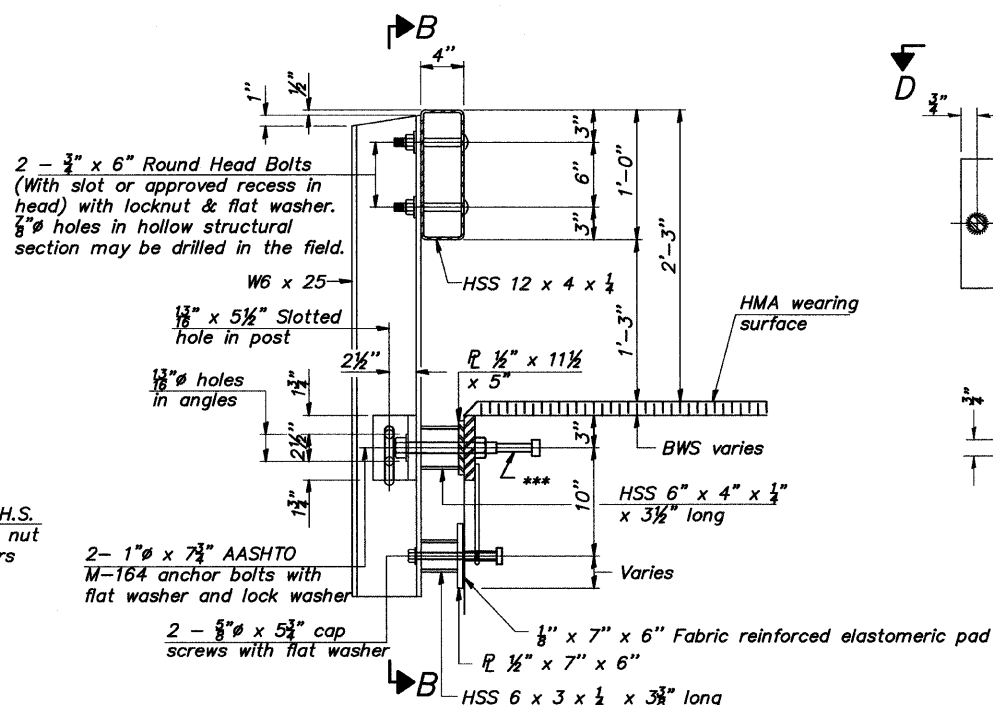 B
4"
1"
½"
D
¾"
2 - ¾" x 6" Round Head Bolts
(With slot or approved recess in
head) with locknut & flat washer.
⅞"ø holes in hollow structural
section may be drilled in the field.
3"
6"
3"
1'-0"
2'-3"
1'-3"
W6 x 25
HSS 12 x 4 x ¼
HMA wearing
surface
13/16" x 5½" Slotted
hole in post
2½"
1¾"
℄ ½" x 11½
x 5"
13/16"ø holes
in angles
2½"
1¾"
3"
10"
BWS varies
***
HSS 6" x 4" x ¼"
x 3½" long
¾"
H.S.
nut
rs
2- 1"ø x 7¾" AASHTO
M-164 anchor bolts with
flat washer and lock washer
Varies
2 - ⅝"ø x 5¾" cap
screws with flat washer
⅛" x 7" x 6" Fabric reinforced elastomeric pad
℄ ½" x 7" x 6"
B
HSS 6 x 3 x ¼ x 3⅜" long